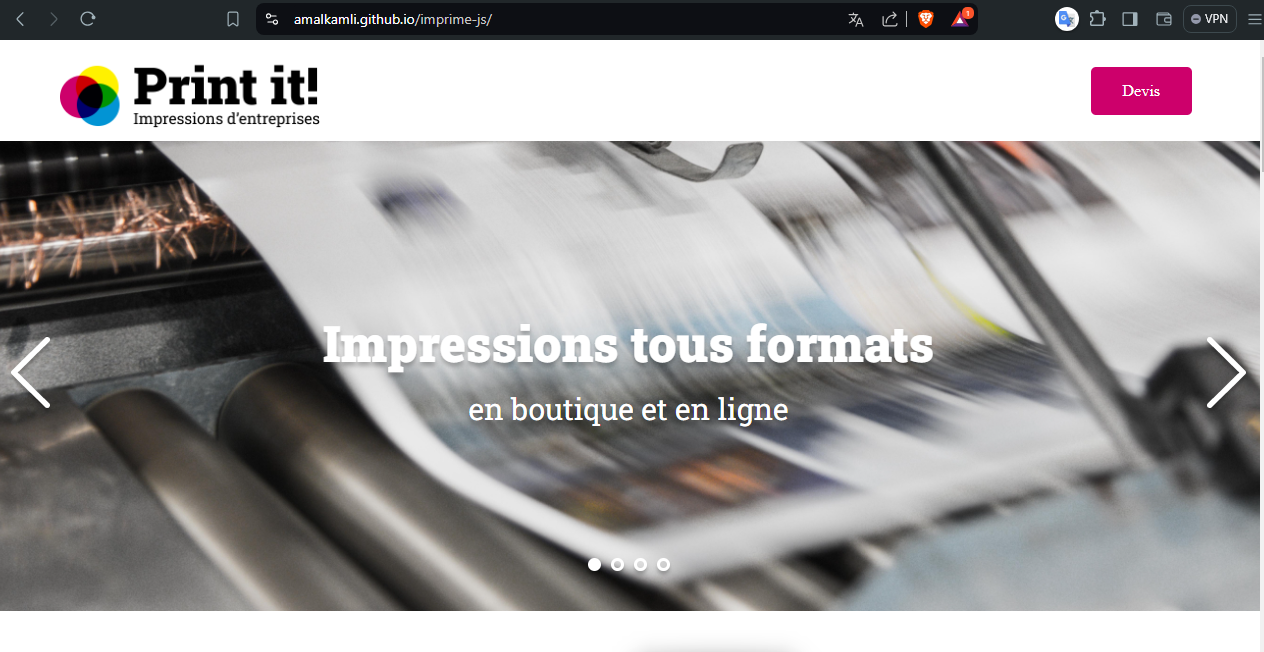 amalkamli.github.io/imprime-js/
1
VPN
Print it!
Impressions d'entreprises
Devis
Impressions tous formats
en boutique et en ligne